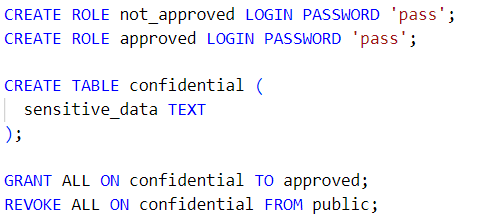 CREATE ROLE not_approved LOGIN PASSWORD 'pass';
CREATE ROLE approved LOGIN PASSWORD 'pass';

CREATE TABLE confidential (
  sensitive_data TEXT
);

GRANT ALL ON confidential TO approved;
REVOKE ALL ON confidential FROM public;